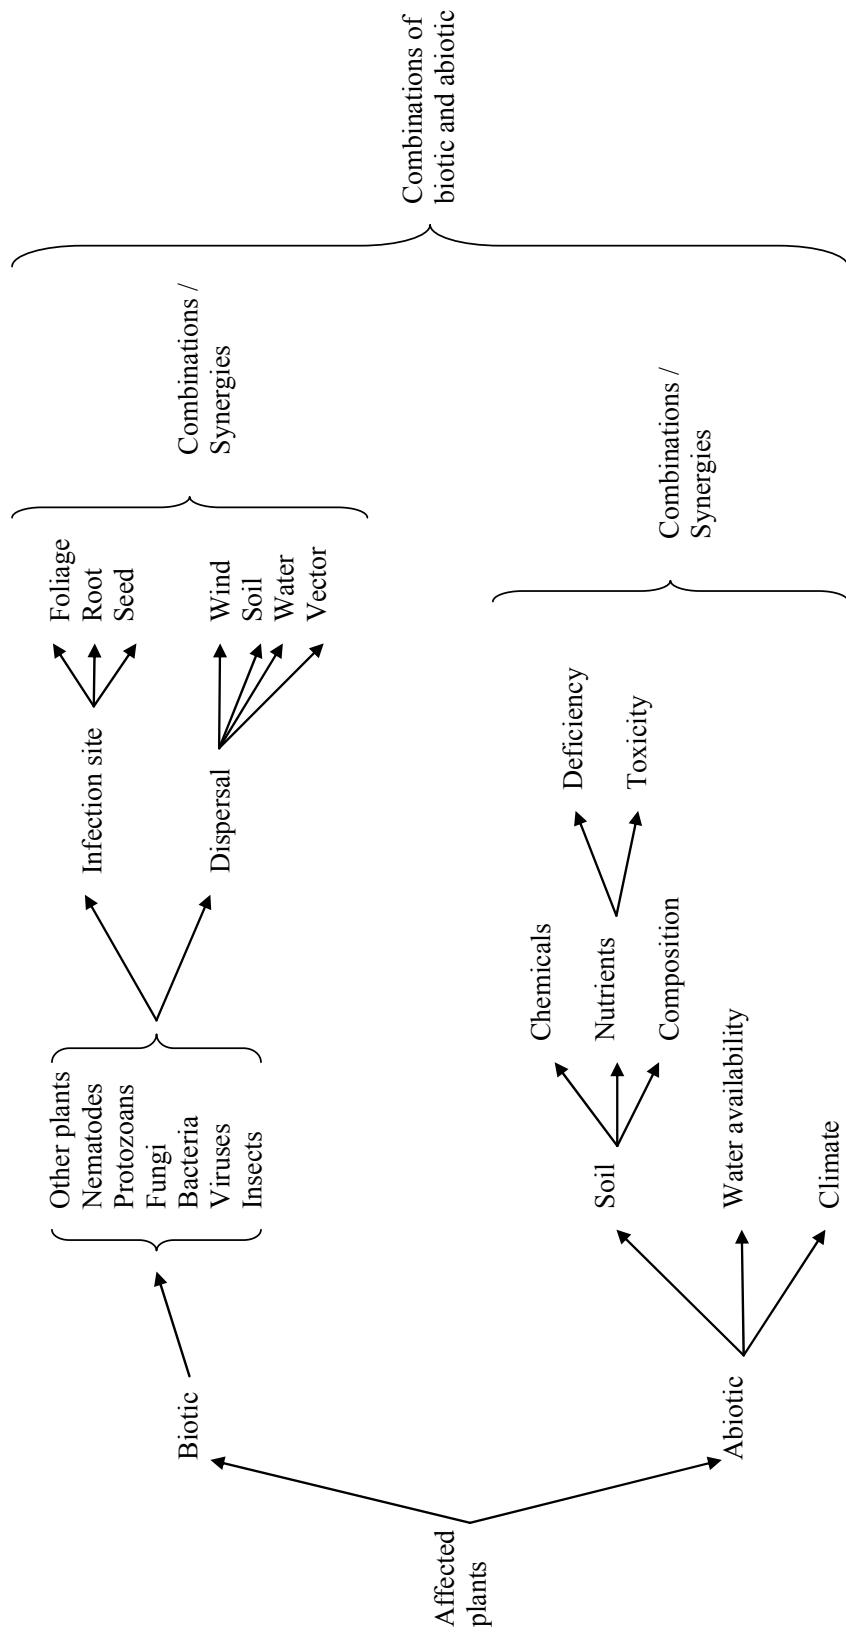 Affected
plants
Biotic
Other plants
Nematodes
Protozoans
Fungi
Bacteria
Viruses
Insects
Infection site
Foliage
Root
Seed
Dispersal
Wind
Soil
Water
Vector
Combinations /
Synergies
Abiotic
Soil
Chemicals
Nutrients
Deficiency
Toxicity
Composition
Water availability
Climate
Combinations /
Synergies
Combinations of
biotic and abiotic